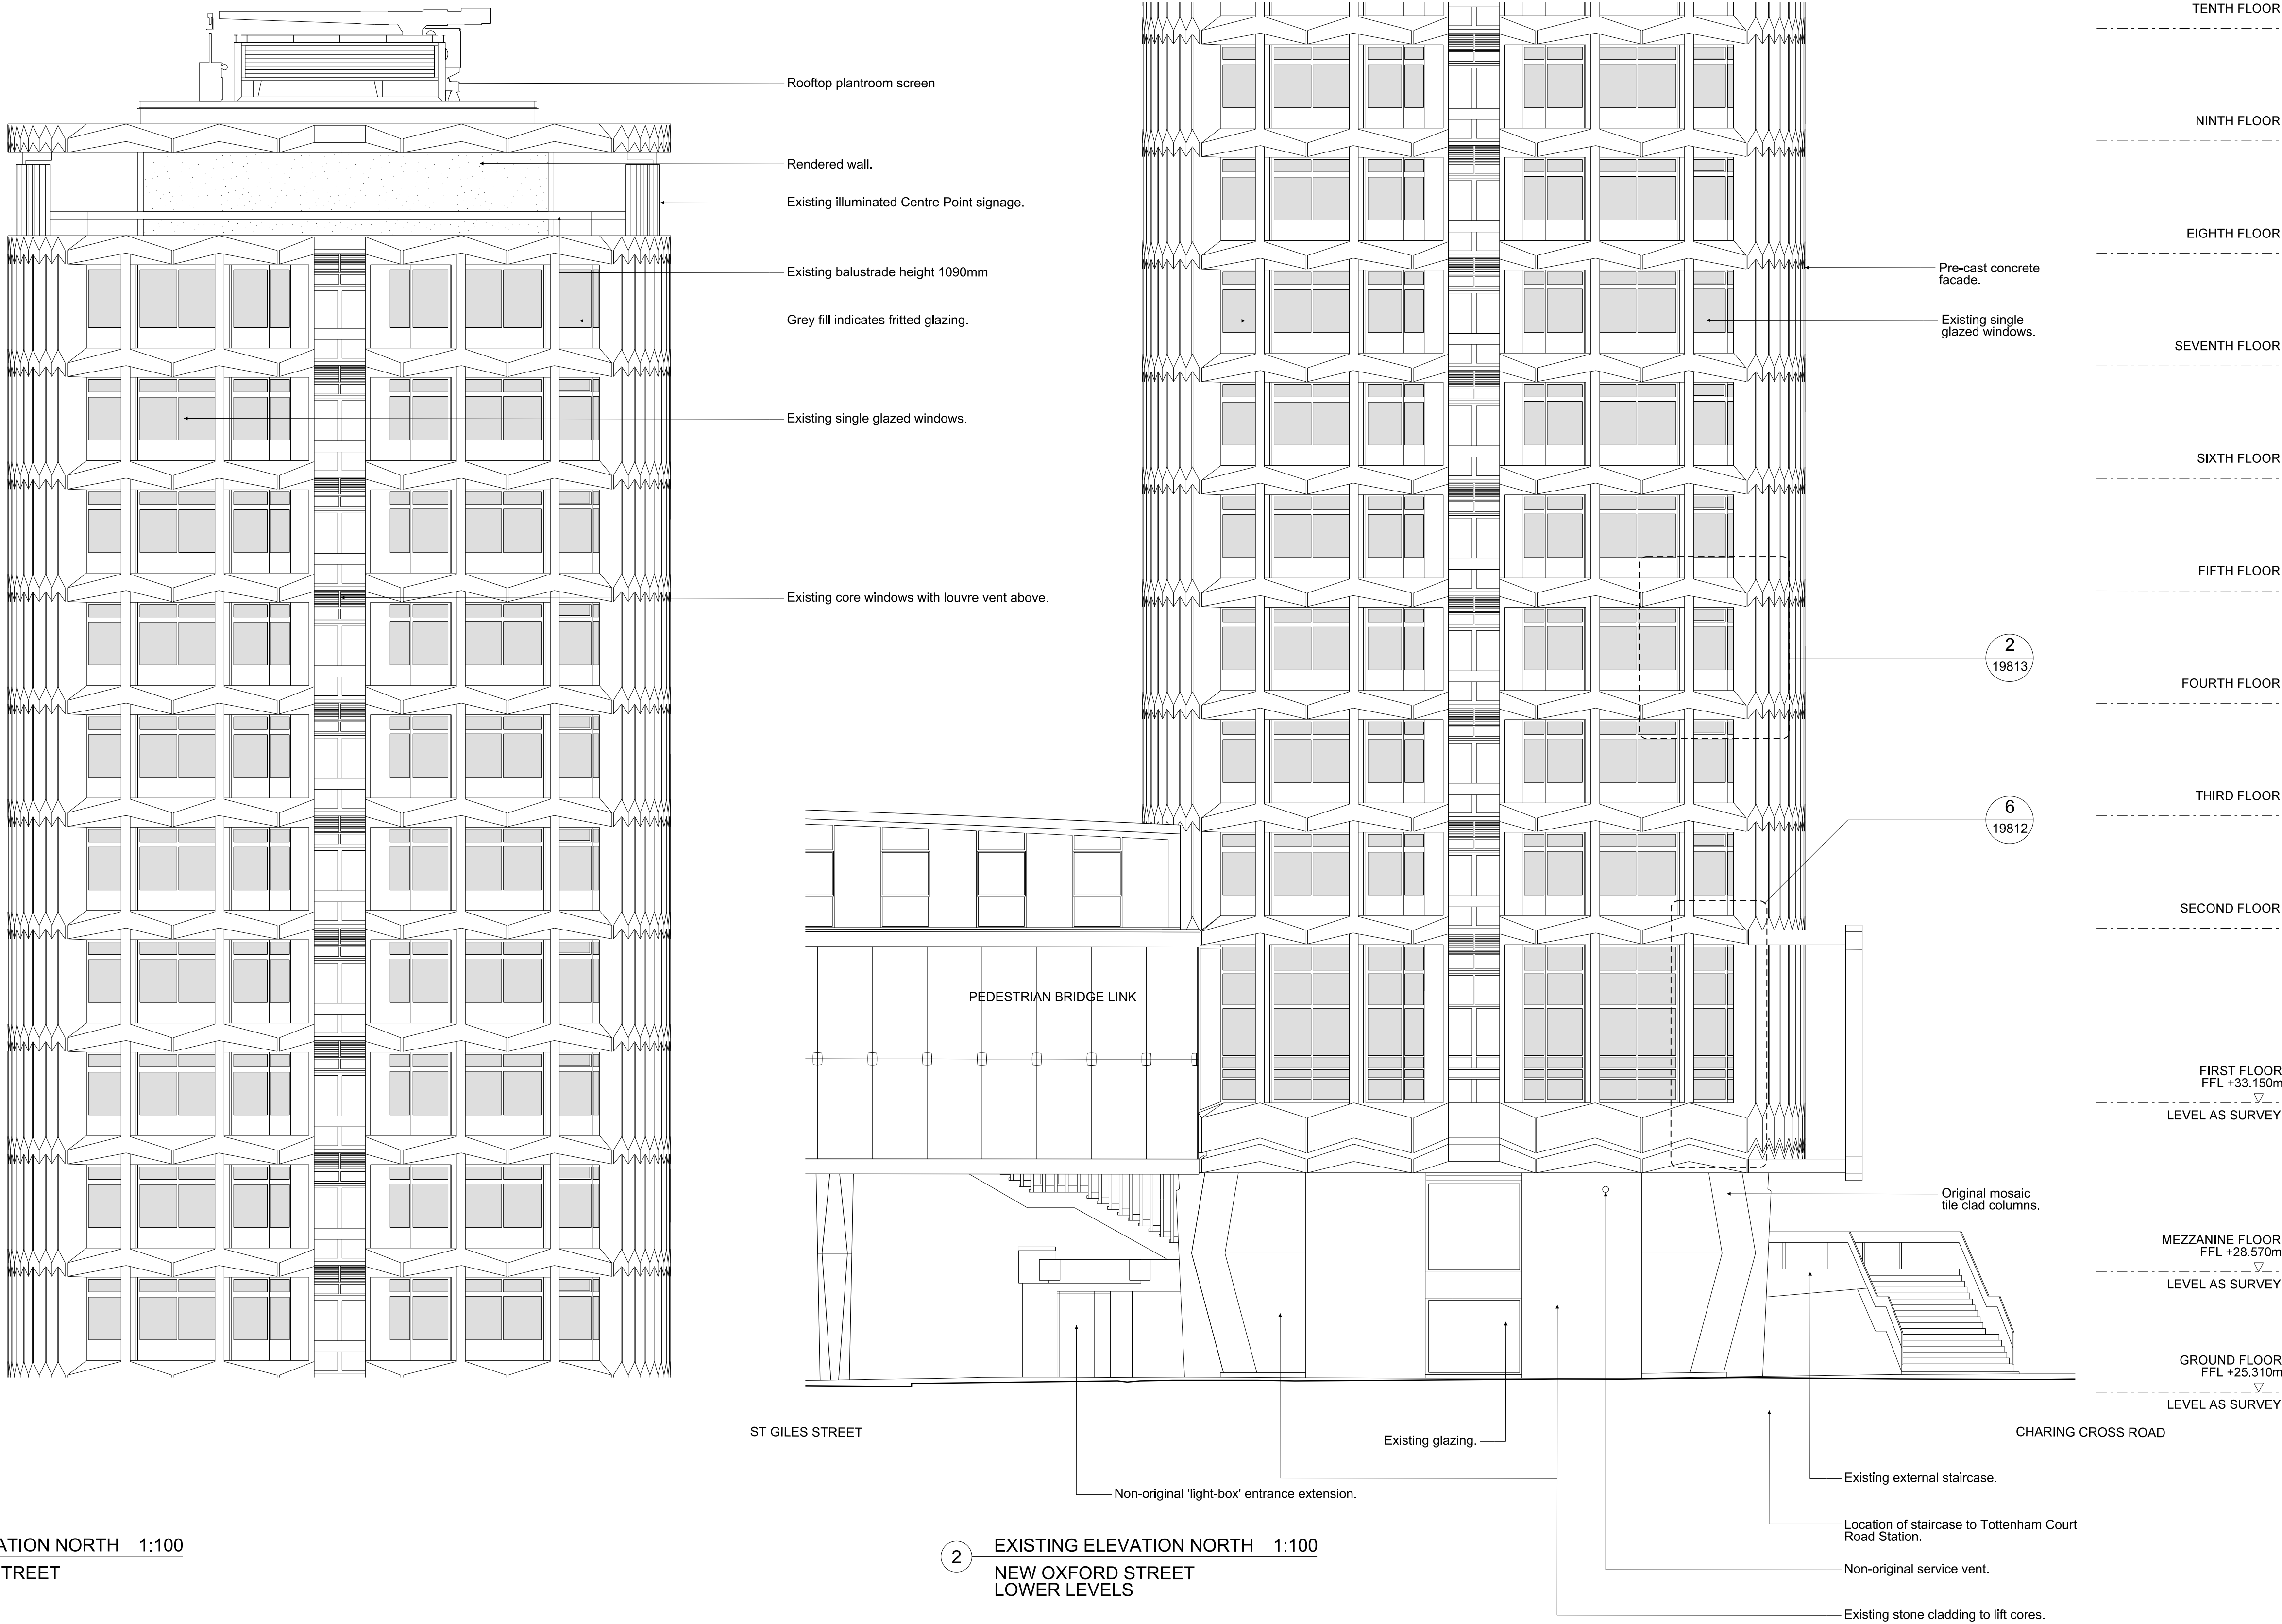 Rooftop plantroom screen
Rendered wall.
Existing illuminated Centre Point signage.
Existing balustrade height 1090mm
Grey fill indicates fritted glazing.
Existing single glazed windows.
Existing core windows with louvre vent above.
Pre-cast concrete
facade.
Existing single
glazed windows.
2
19813
6
19812
TENTH FLOOR
NINTH FLOOR
EIGHTH FLOOR
SEVENTH FLOOR
SIXTH FLOOR
FIFTH FLOOR
FOURTH FLOOR
THIRD FLOOR
SECOND FLOOR
FIRST FLOOR
FFL +33.150m
LEVEL AS SURVEY
MEZZANINE FLOOR
FFL +28.570m
LEVEL AS SURVEY
GROUND FLOOR
FFL +25.310m
LEVEL AS SURVEY
PEDESTRIAN BRIDGE LINK
Original mosaic
tile clad columns.
ST GILES STREET
CHARING CROSS ROAD
Existing glazing.
Non-original 'light-box' entrance extension.
Existing external staircase.
Location of staircase to Tottenham Court
Road Station.
Non-original service vent.
Existing stone cladding to lift cores.
ATION NORTH 1:100
STREET
2
EXISTING ELEVATION NORTH 1:100
NEW OXFORD STREET
LOWER LEVELS